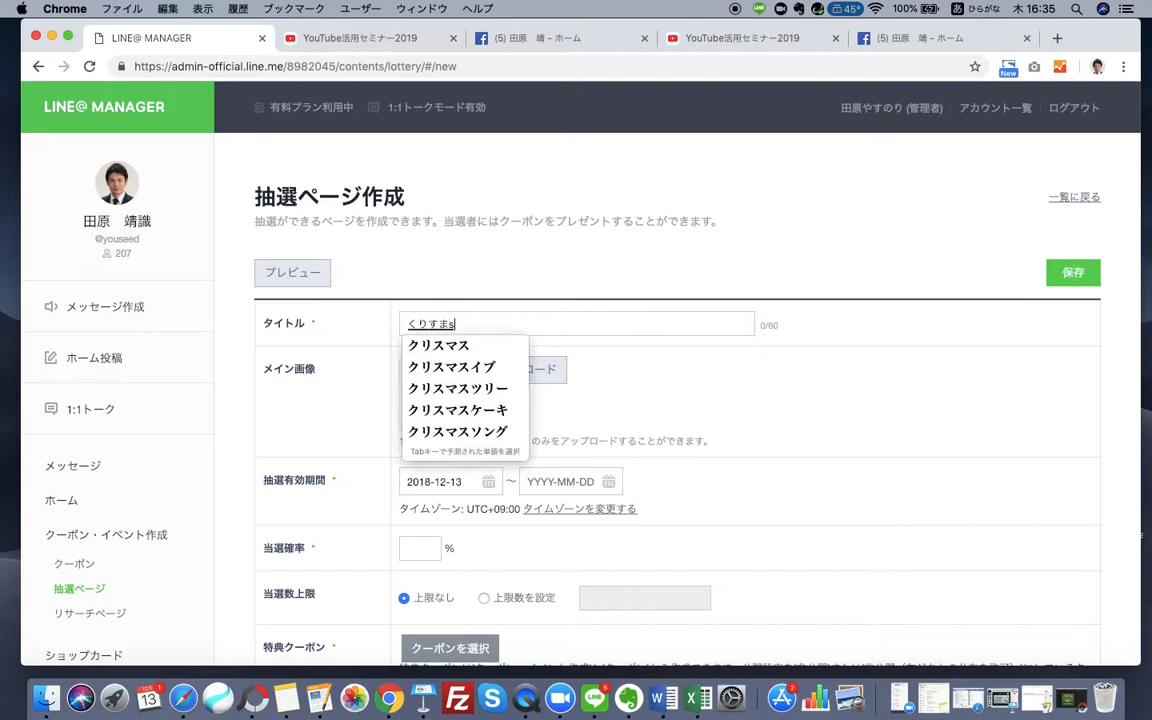 Chrome ファイル 編集 表示 履歴 ブックマーク ユーザー ウィンドウ ヘルプ 45° 100% あ ひらがな 木 16:35
LINE@ MANAGER YouTube活用セミナー2019 (5) 田原 靖 - ホーム YouTube活用セミナー2019 (5) 田原 靖 - ホーム
https://admin-official.line.me/8982045/contents/lottery/#/new New
LINE@ MANAGER 有料プラン利用中 1:1トークモード有効 田原やすのり (管理者) アカウント一覧 ログアウト
田原 靖識
@youseed
207
メッセージ作成
ホーム投稿
1:1トーク
メッセージ
ホーム
クーポン・イベント作成
クーポン
抽選ページ
リサーチページ
ショップカード
抽選ページ作成 一覧に戻る
抽選ができるページを作成できます。当選者にはクーポンをプレゼントすることができます。
プレビュー 保存
タイトル * くりすまs 0/60
クリスマス
クリスマスイブ
クリスマスツリー
クリスマスケーキ
クリスマスソング
Tabキーで予測された単語を選択
メイン画像 ロード
のみをアップロードすることができます。
抽選有効期間 * 2018-12-13 〜 YYYY-MM-DD
タイムゾーン: UTC+09:00 タイムゾーンを変更する
当選確率 * %
当選数上限 上限なし 上限数を設定
特典クーポン * クーポンを選択
12月 13 1 2